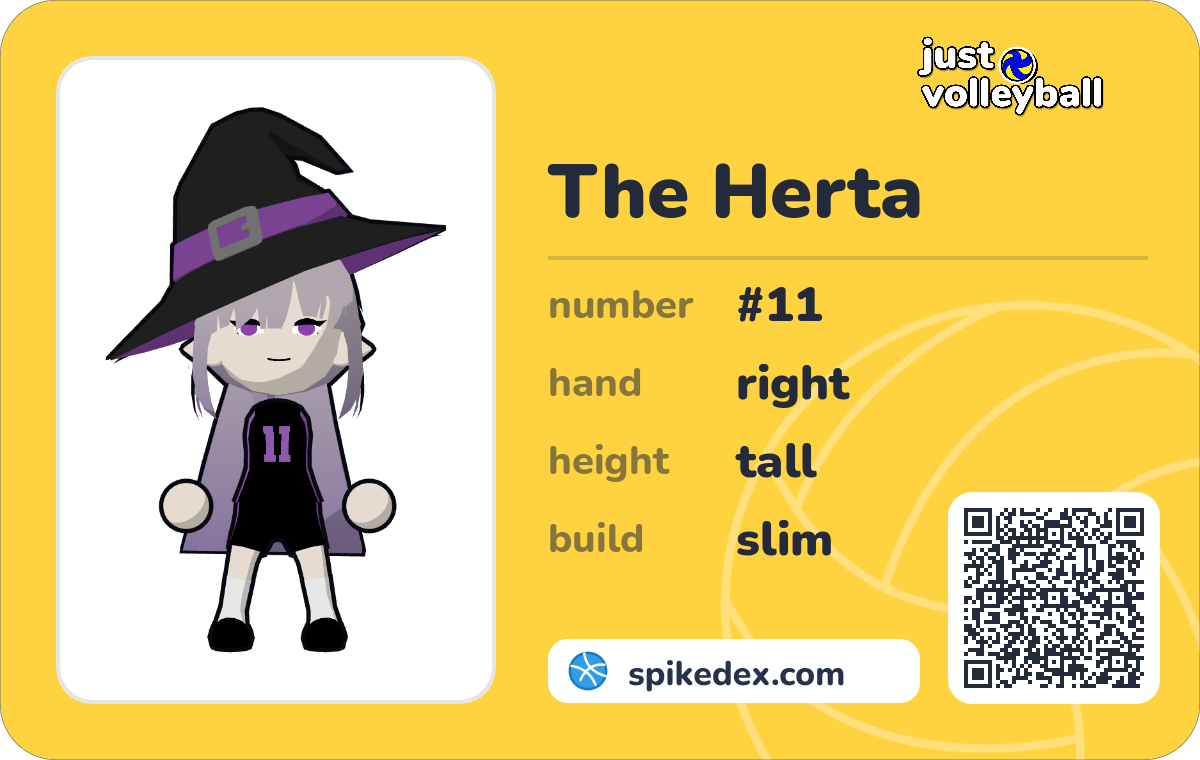 just
volleyball
The Herta
number #11
hand right
height tall
build slim
11
spikedex.com